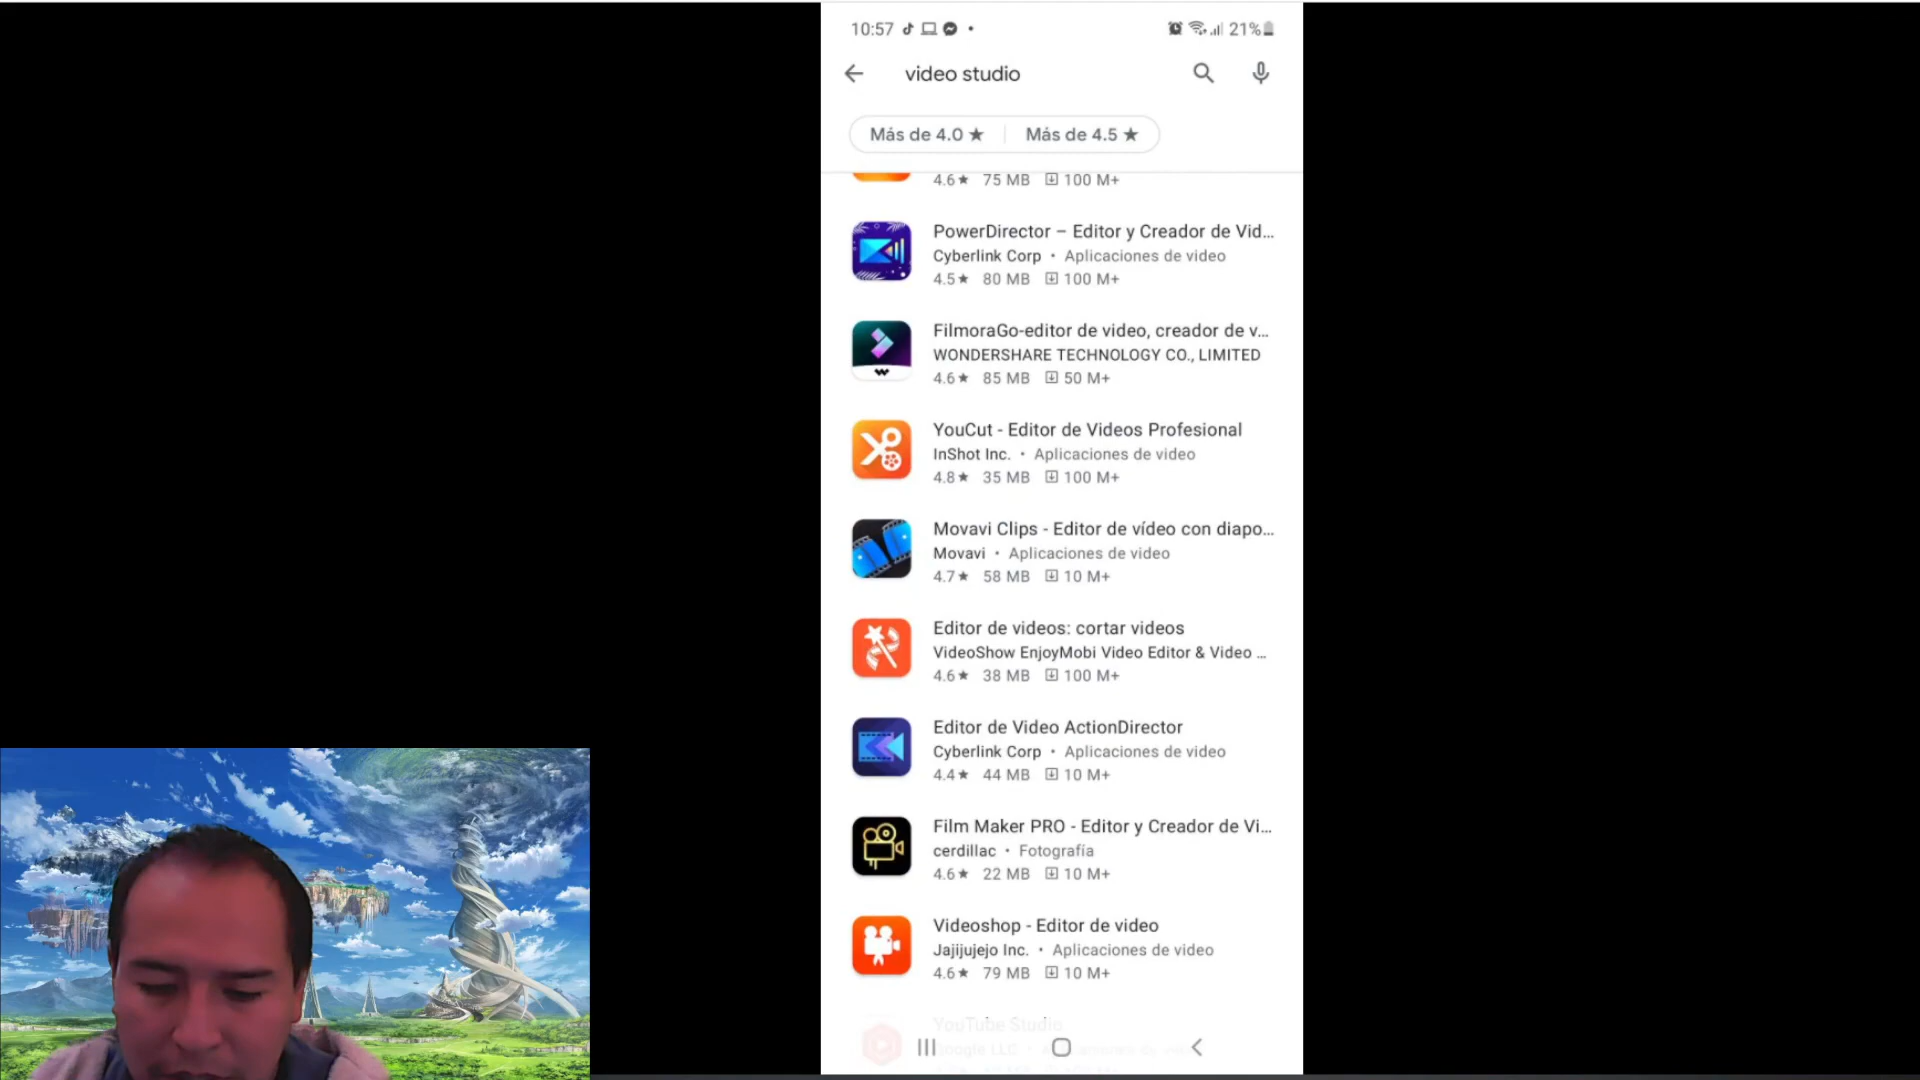 10:57 21%
video studio
Más de 4.0 ★ Más de 4.5 ★
4.6★ 75 MB 100 M+
PowerDirector – Editor y Creador de Vid...
Cyberlink Corp • Aplicaciones de video
4.5★ 80 MB 100 M+
FilmoraGo-editor de video, creador de v...
WONDERSHARE TECHNOLOGY CO., LIMITED
4.6★ 85 MB 50 M+
YouCut - Editor de Videos Profesional
InShot Inc. • Aplicaciones de video
4.8★ 35 MB 100 M+
Movavi Clips - Editor de vídeo con diapo...
Movavi • Aplicaciones de video
4.7★ 58 MB 10 M+
Editor de videos: cortar videos
VideoShow EnjoyMobi Video Editor & Video ...
4.6★ 38 MB 100 M+
Editor de Video ActionDirector
Cyberlink Corp • Aplicaciones de video
4.4★ 44 MB 10 M+
Film Maker PRO - Editor y Creador de Vi...
cerdillac • Fotografía
4.6★ 22 MB 10 M+
Videoshop - Editor de video
Jajijujejo Inc. • Aplicaciones de video
4.6★ 79 MB 10 M+
YouTube Studio
Google LLC